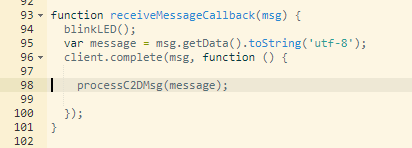 92
93 function receiveMessageCallback(msg) {
94   blinkLED();
95   var message = msg.getData().toString('utf-8');
96   client.complete(msg, function () {
97
98     processC2DMsg(message);
99
100   });
101 }
102